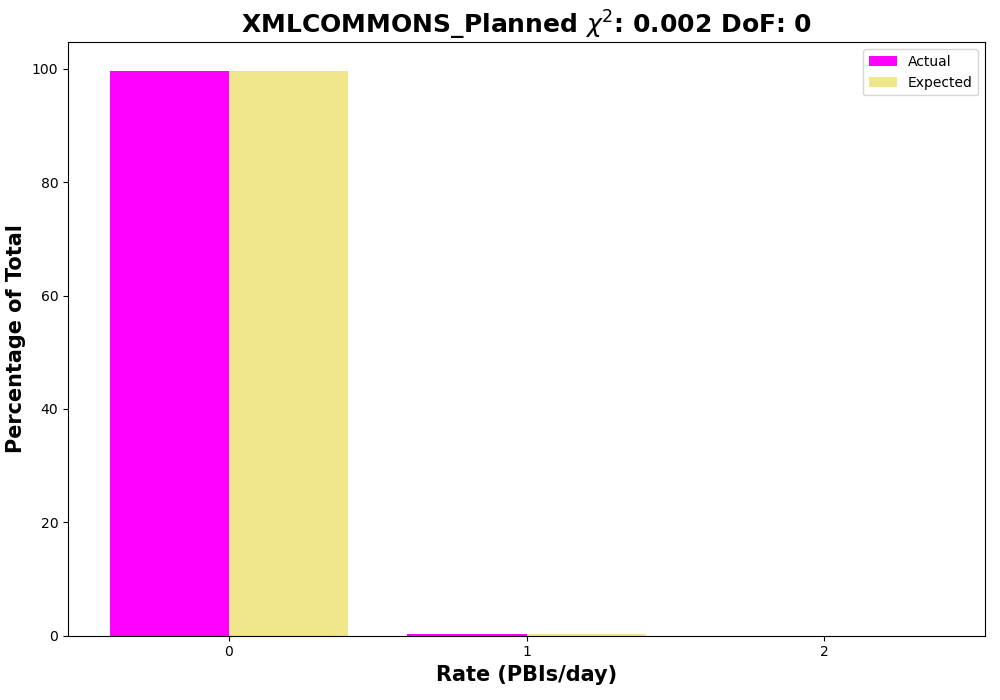 XMLCOMMONS_Planned χ²: 0.002 DoF: 0
Actual
Expected
Percentage of Total
100
80
60
40
20
0
0 1 2
Rate (PBIs/day)